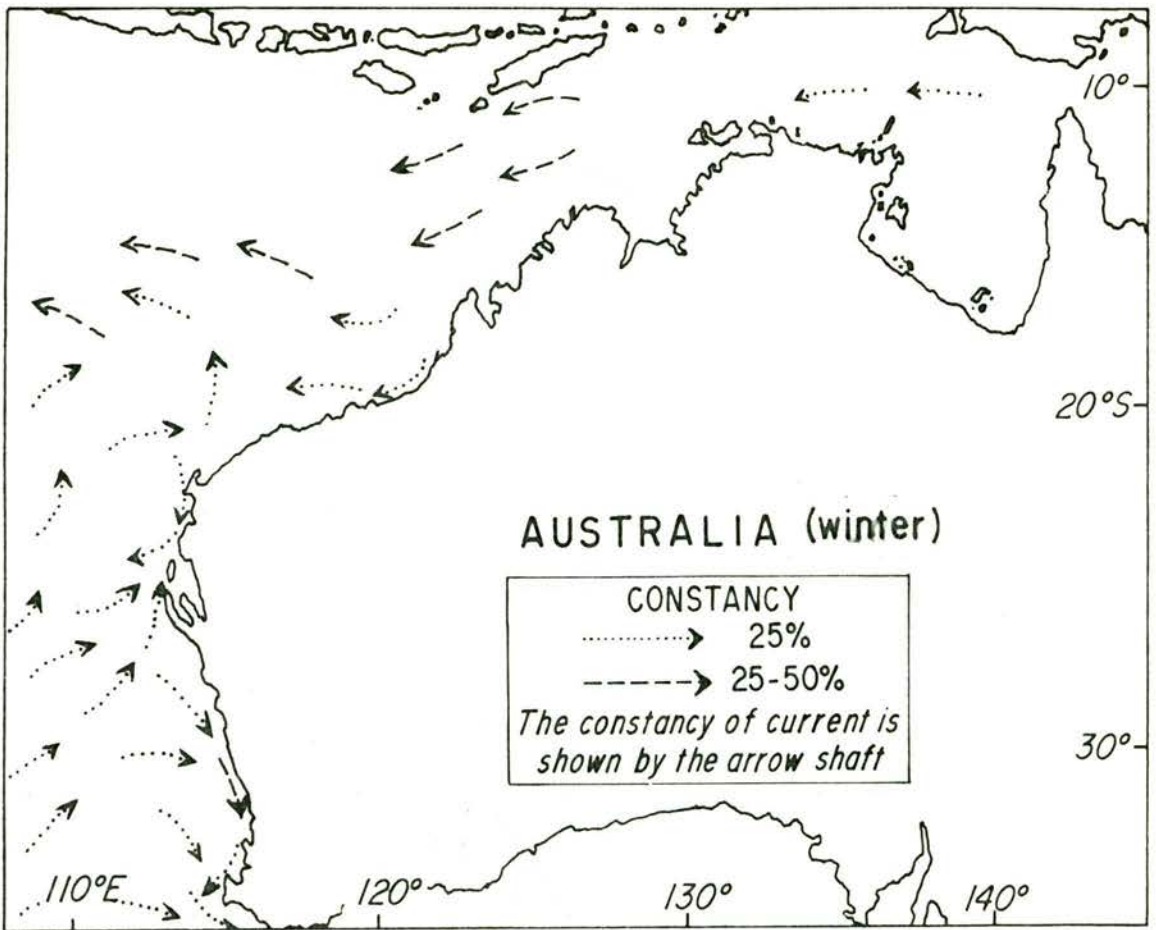 10°
20°S
AUSTRALIA (winter)
CONSTANCY
25%
25-50%
The constancy of current is
shown by the arrow shaft
30°
110°E 120° 130° 140°